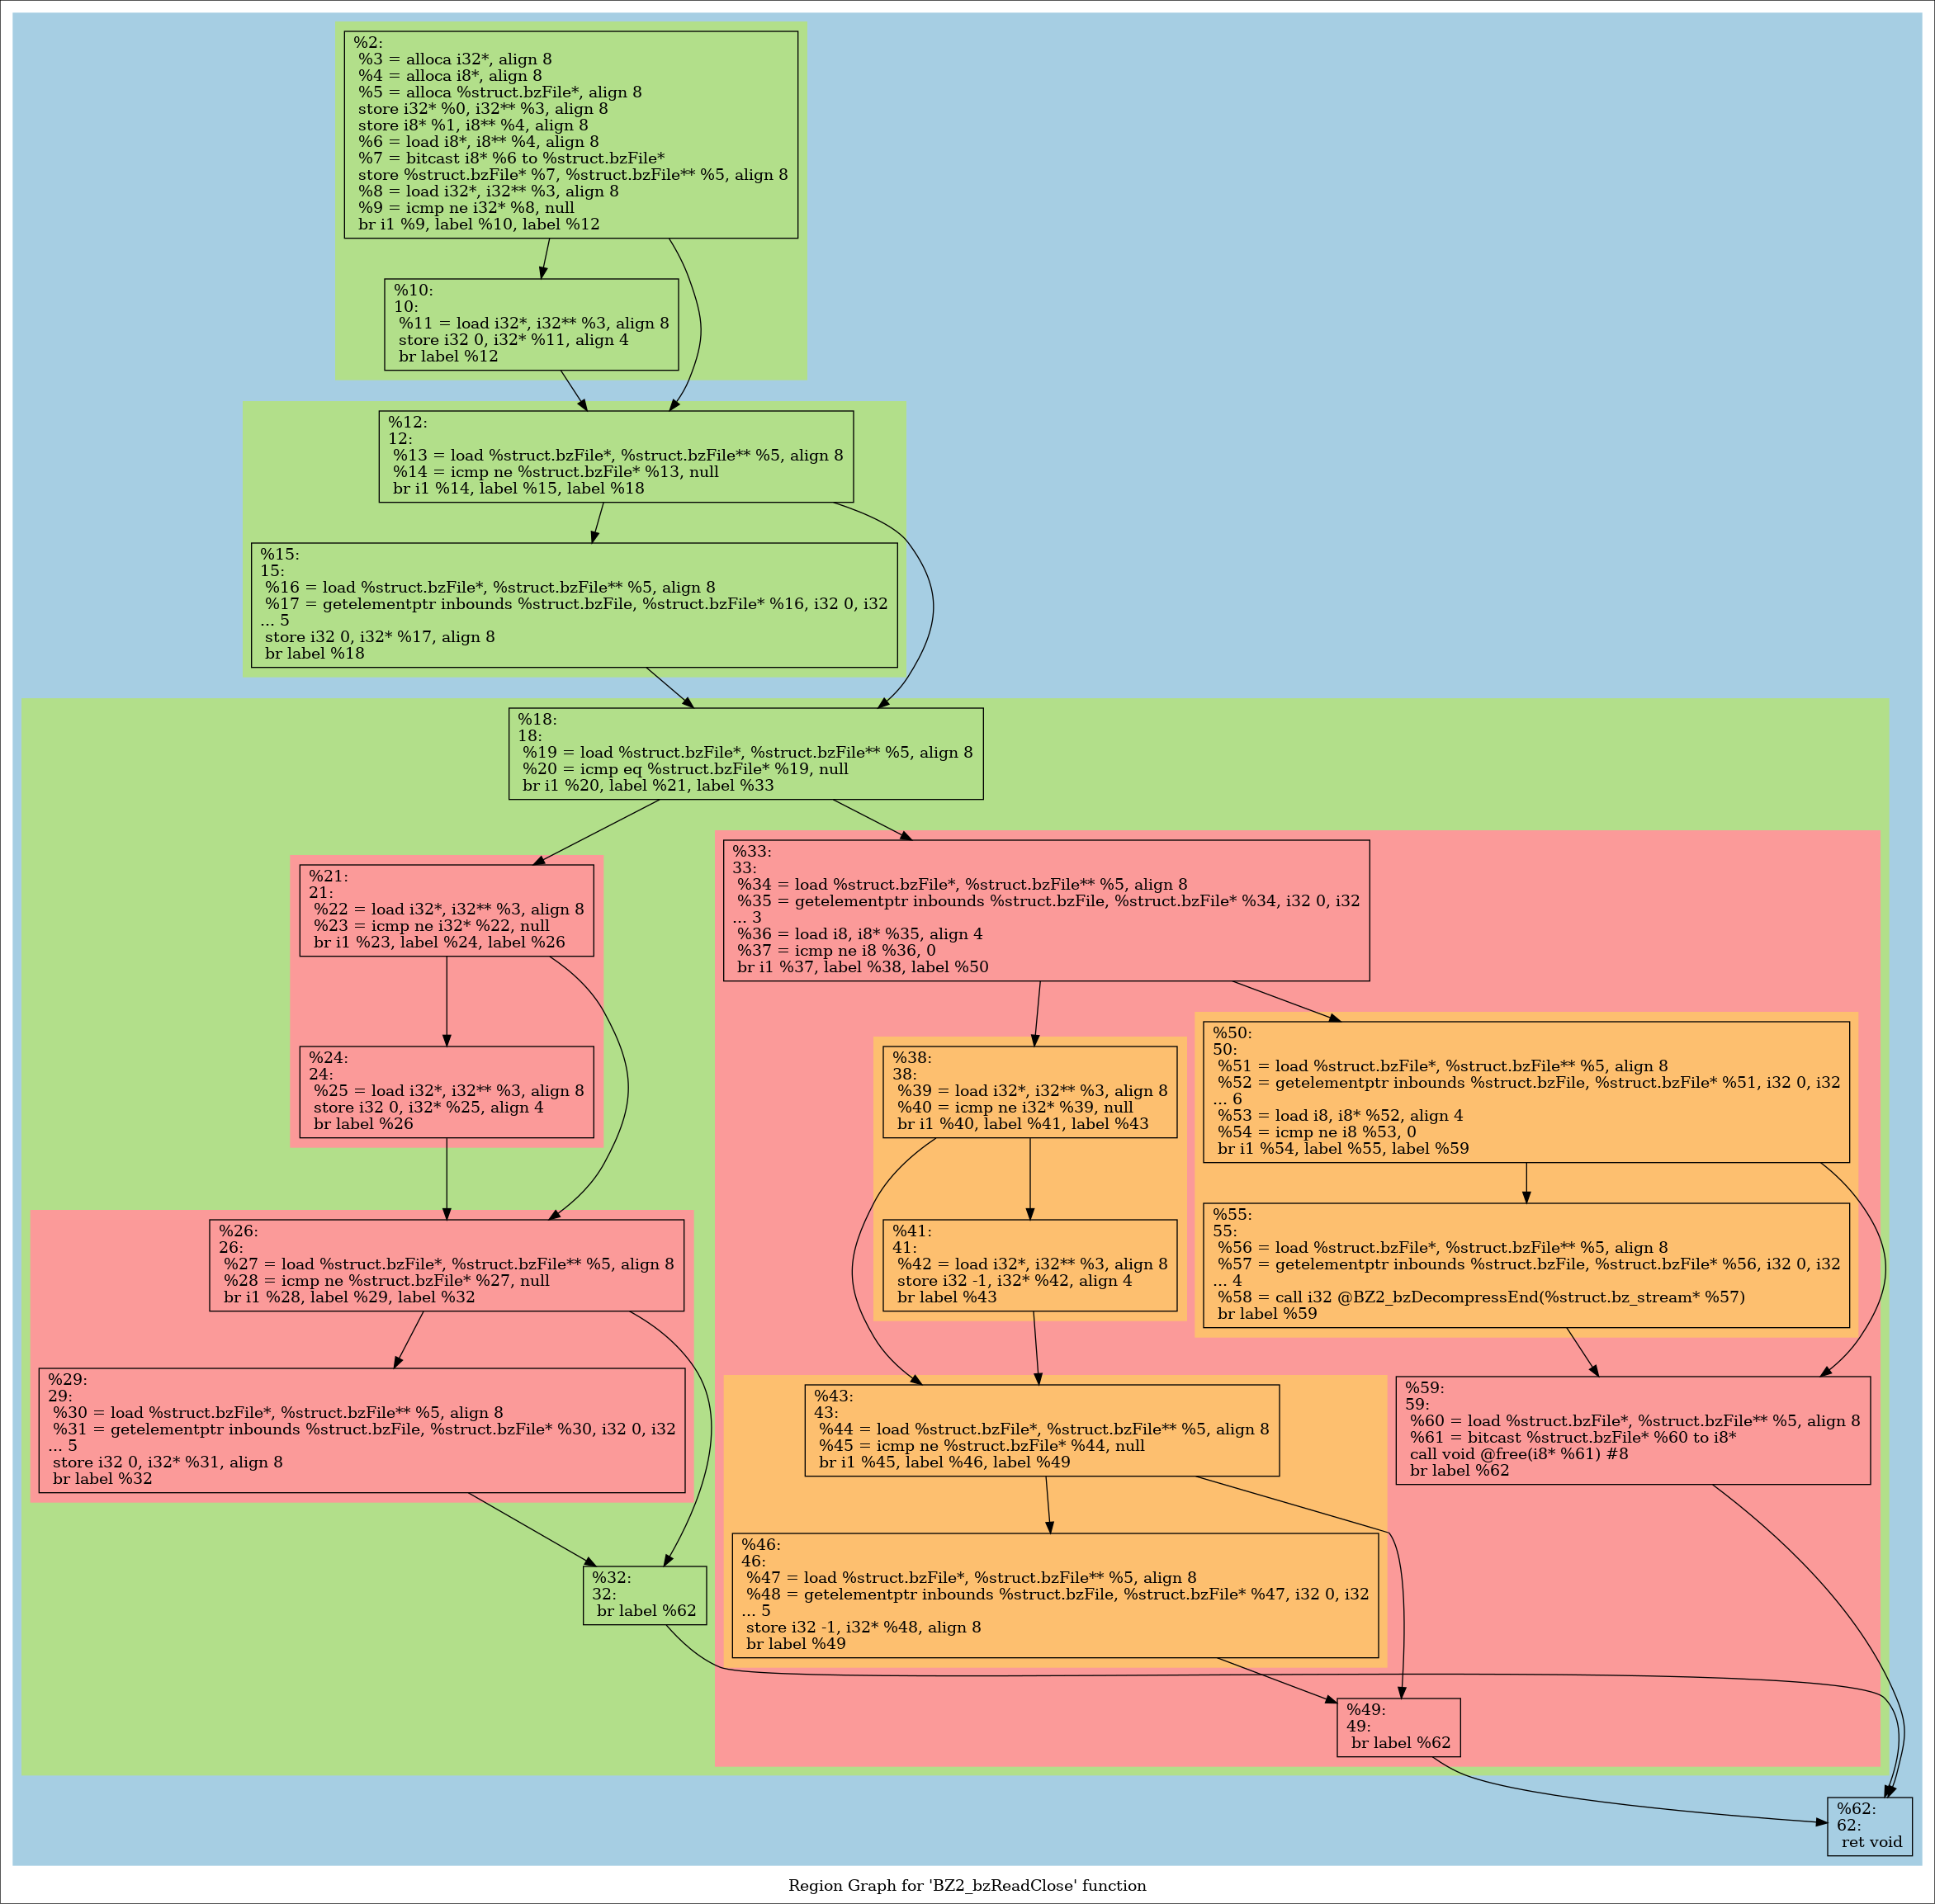 %2:
%3 = alloca i32*, align 8
%4 = alloca i8*, align 8
%5 = alloca %struct.bzFile*, align 8
store i32* %0, i32** %3, align 8
store i8* %1, i8** %4, align 8
%6 = load i8*, i8** %4, align 8
%7 = bitcast i8* %6 to %struct.bzFile*
store %struct.bzFile* %7, %struct.bzFile** %5, align 8
%8 = load i32*, i32** %3, align 8
%9 = icmp ne i32* %8, null
br i1 %9, label %10, label %12
%10:
10:
%11 = load i32*, i32** %3, align 8
store i32 0, i32* %11, align 4
br label %12
%12:
12:
%13 = load %struct.bzFile*, %struct.bzFile** %5, align 8
%14 = icmp ne %struct.bzFile* %13, null
br i1 %14, label %15, label %18
%15:
15:
%16 = load %struct.bzFile*, %struct.bzFile** %5, align 8
%17 = getelementptr inbounds %struct.bzFile, %struct.bzFile* %16, i32 0, i32
... 5
store i32 0, i32* %17, align 8
br label %18
%18:
18:
%19 = load %struct.bzFile*, %struct.bzFile** %5, align 8
%20 = icmp eq %struct.bzFile* %19, null
br i1 %20, label %21, label %33
%21:
21:
%22 = load i32*, i32** %3, align 8
%23 = icmp ne i32* %22, null
br i1 %23, label %24, label %26
%24:
24:
%25 = load i32*, i32** %3, align 8
store i32 0, i32* %25, align 4
br label %26
%26:
26:
%27 = load %struct.bzFile*, %struct.bzFile** %5, align 8
%28 = icmp ne %struct.bzFile* %27, null
br i1 %28, label %29, label %32
%29:
29:
%30 = load %struct.bzFile*, %struct.bzFile** %5, align 8
%31 = getelementptr inbounds %struct.bzFile, %struct.bzFile* %30, i32 0, i32
... 5
store i32 0, i32* %31, align 8
br label %32
%32:
32:
br label %62
%33:
33:
%34 = load %struct.bzFile*, %struct.bzFile** %5, align 8
%35 = getelementptr inbounds %struct.bzFile, %struct.bzFile* %34, i32 0, i32
... 3
%36 = load i8, i8* %35, align 4
%37 = icmp ne i8 %36, 0
br i1 %37, label %38, label %50
%38:
38:
%39 = load i32*, i32** %3, align 8
%40 = icmp ne i32* %39, null
br i1 %40, label %41, label %43
%41:
41:
%42 = load i32*, i32** %3, align 8
store i32 -1, i32* %42, align 4
br label %43
%43:
43:
%44 = load %struct.bzFile*, %struct.bzFile** %5, align 8
%45 = icmp ne %struct.bzFile* %44, null
br i1 %45, label %46, label %49
%46:
46:
%47 = load %struct.bzFile*, %struct.bzFile** %5, align 8
%48 = getelementptr inbounds %struct.bzFile, %struct.bzFile* %47, i32 0, i32
... 5
store i32 -1, i32* %48, align 8
br label %49
%49:
49:
br label %62
%50:
50:
%51 = load %struct.bzFile*, %struct.bzFile** %5, align 8
%52 = getelementptr inbounds %struct.bzFile, %struct.bzFile* %51, i32 0, i32
... 6
%53 = load i8, i8* %52, align 4
%54 = icmp ne i8 %53, 0
br i1 %54, label %55, label %59
%55:
55:
%56 = load %struct.bzFile*, %struct.bzFile** %5, align 8
%57 = getelementptr inbounds %struct.bzFile, %struct.bzFile* %56, i32 0, i32
... 4
%58 = call i32 @BZ2_bzDecompressEnd(%struct.bz_stream* %57)
br label %59
%59:
59:
%60 = load %struct.bzFile*, %struct.bzFile** %5, align 8
%61 = bitcast %struct.bzFile* %60 to i8*
call void @free(i8* %61) #8
br label %62
%62:
62:
ret void
Region Graph for 'BZ2_bzReadClose' function